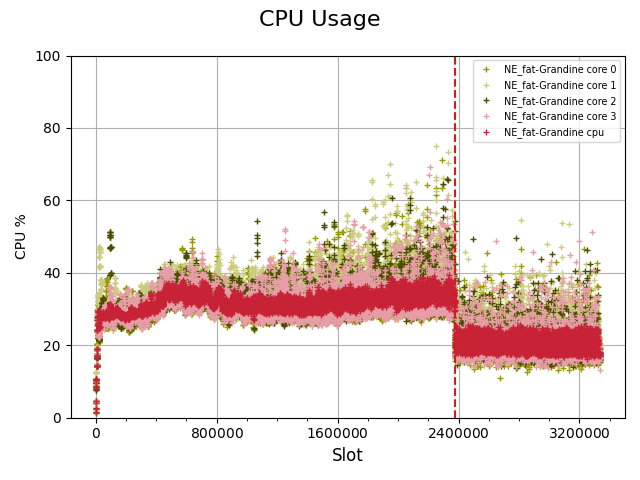 CPU Usage
100
80
60
40
20
0
CPU %
NE_fat-Grandine core 0
NE_fat-Grandine core 1
NE_fat-Grandine core 2
NE_fat-Grandine core 3
NE_fat-Grandine cpu
0 800000 1600000 2400000 3200000
Slot